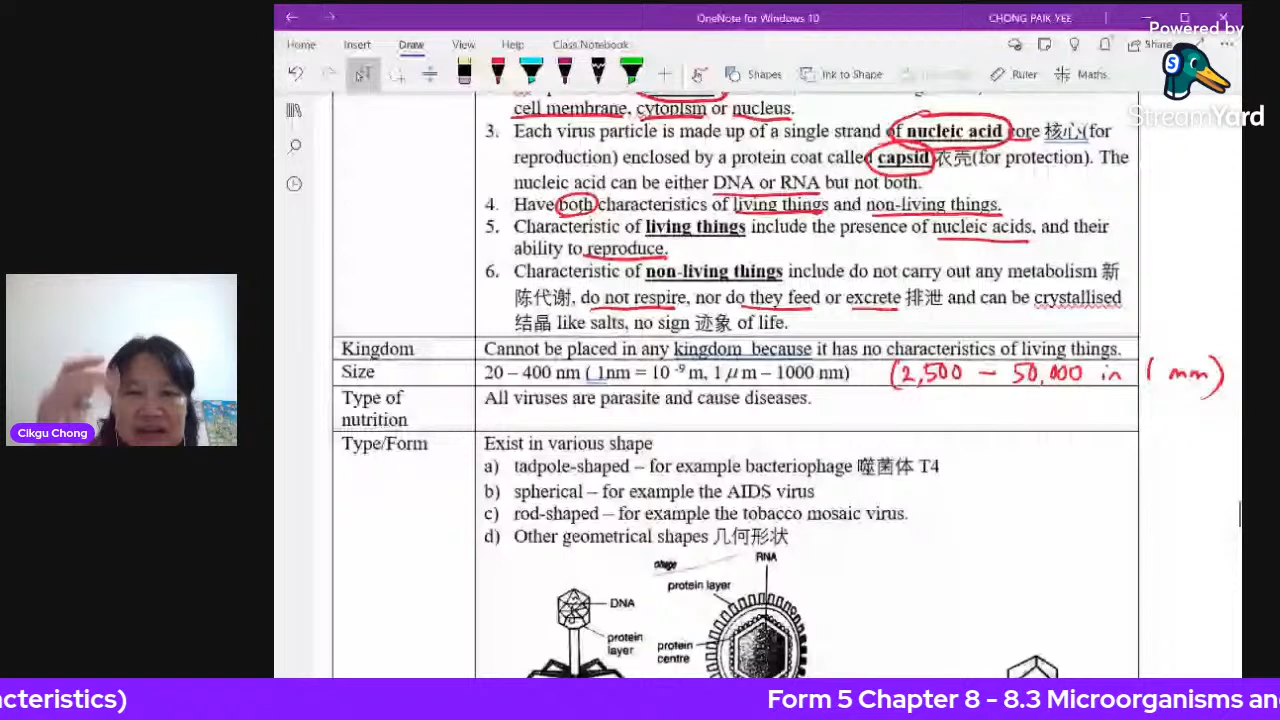 OneNote for Windows 10
CHONG PAIK YEE
Powered by
StreamYard
Home Insert Draw View Help Class Notebook Share
Shapes Ink to Shape Ruler Maths
cell membrane, cytoplsm or nucleus.
3. Each virus particle is made up of a single strand of nucleic acid core 核心(for
reproduction) enclosed by a protein coat called capsid 衣壳(for protection). The
nucleic acid can be either DNA or RNA but not both.
4. Have both characteristics of living things and non-living things.
5. Characteristic of living things include the presence of nucleic acids, and their
ability to reproduce.
6. Characteristic of non-living things include do not carry out any metabolism 新
陈代谢, do not respire, nor do they feed or excrete 排泄 and can be crystallised
结晶 like salts, no sign 迹象 of life.
Kingdom Cannot be placed in any kingdom because it has no characteristics of living things.
Size 20 – 400 nm ( 1nm = 10 -9 m, 1 μ m – 1000 nm) (2,500 – 50,000 in 1 mm)
Type of All viruses are parasite and cause diseases.
nutrition
Type/Form Exist in various shape
a) tadpole-shaped – for example bacteriophage 噬菌体 T4
b) spherical – for example the AIDS virus
c) rod-shaped – for example the tobacco mosaic virus.
d) Other geometrical shapes 几何形状
RNA
protein layer
DNA
protein
layer
protein
centre
Cikgu Chong
acteristics) Form 5 Chapter 8 - 8.3 Microorganisms and